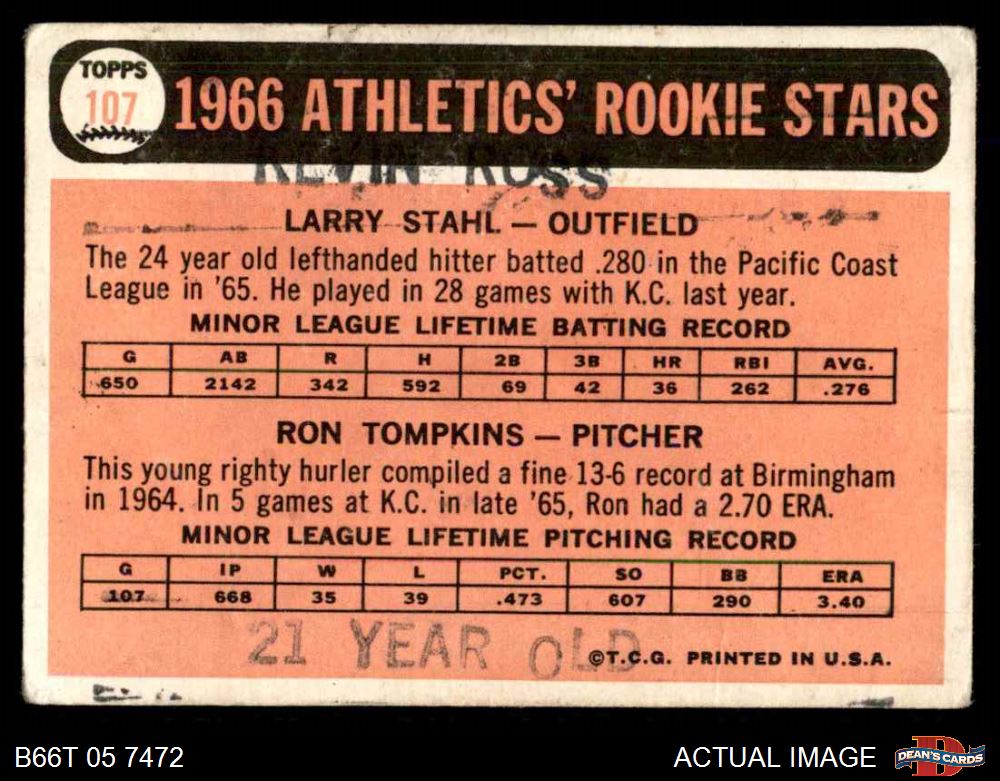 TOPPS
107
1966 ATHLETICS' ROOKIE STARS
KEVIN ROSS
LARRY STAHL — OUTFIELD
The 24 year old lefthanded hitter batted .280 in the Pacific Coast
League in '65. He played in 28 games with K.C. last year.
MINOR LEAGUE LIFETIME BATTING RECORD
G AB R H 2B 3B HR RBI AVG.
650 2142 342 592 69 42 36 262 .276
RON TOMPKINS — PITCHER
This young righty hurler compiled a fine 13-6 record at Birmingham
in 1964. In 5 games at K.C. in late '65, Ron had a 2.70 ERA.
MINOR LEAGUE LIFETIME PITCHING RECORD
G IP W L PCT. SO BB ERA
107 668 35 39 .473 607 290 3.40
21 YEAR OLD
©T.C.G. PRINTED IN U.S.A.
B66T 05 7472
ACTUAL IMAGE
DEAN'S CARDS